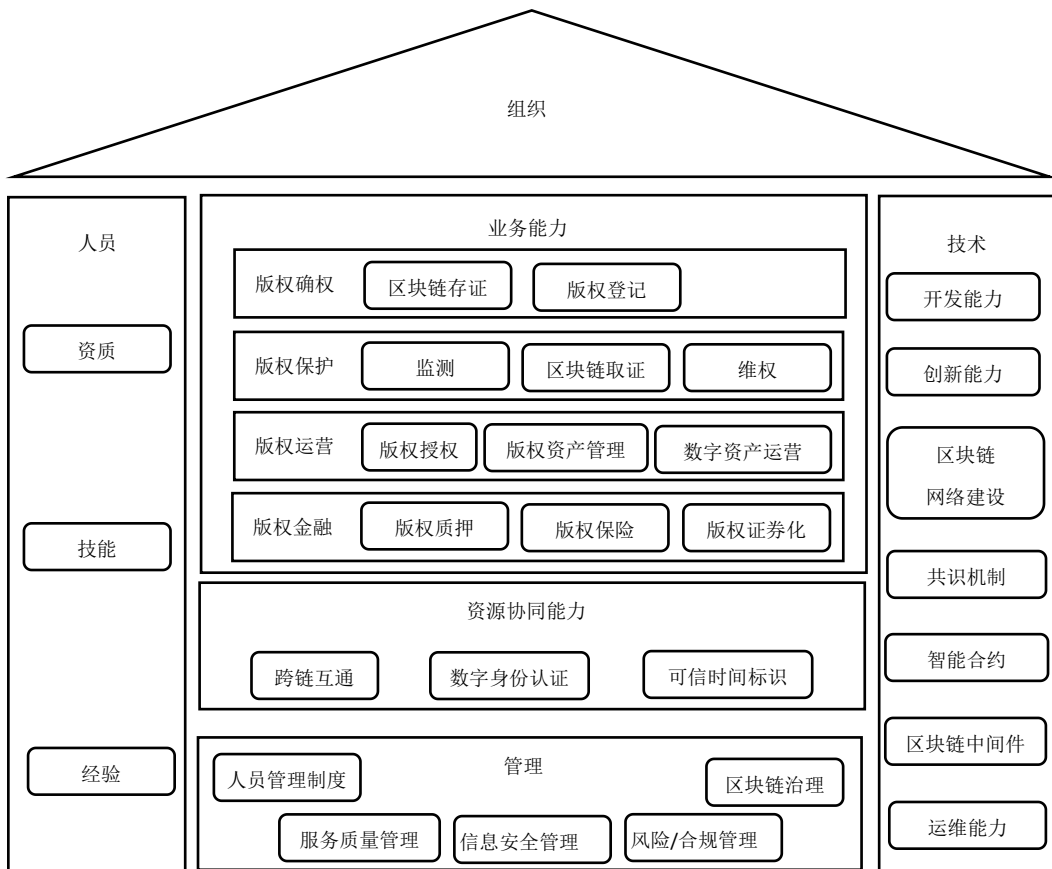 组织
人员
资质
技能
经验
业务能力
版权确权 区块链存证 版权登记
版权保护 监测 区块链取证 维权
版权运营 版权授权 版权资产管理 数字资产运营
版权金融 版权质押 版权保险 版权证券化
资源协同能力
跨链互通 数字身份认证 可信时间标识
管理
人员管理制度 区块链治理
服务质量管理 信息安全管理 风险/合规管理
技术
开发能力
创新能力
区块链
网络建设
共识机制
智能合约
区块链中间件
运维能力